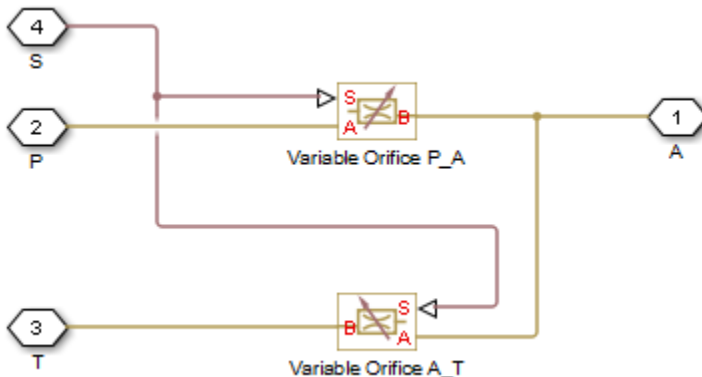 4
S
S
2
A
B
1
P
A
Variable Orifice P_A
S
3
B
A
T
Variable Orifice A_T